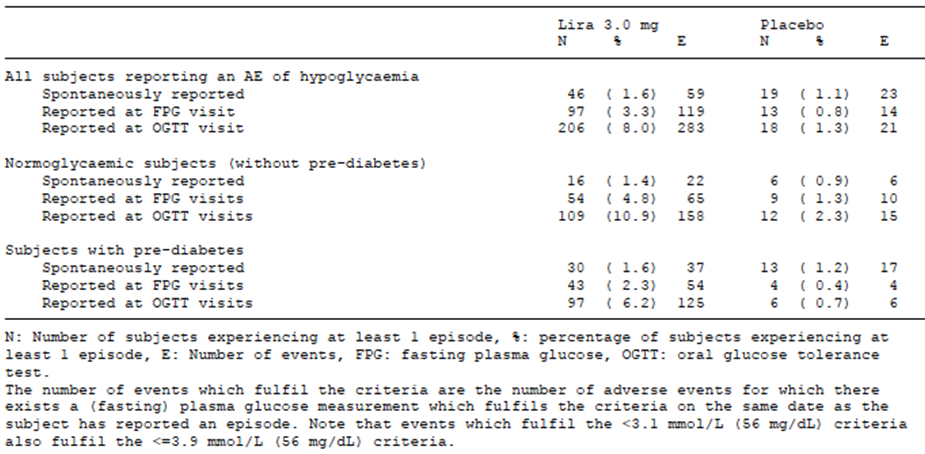 Lira 3.0 mg Placebo
N % E N % E
All subjects reporting an AE of hypoglycaemia
Spontaneously reported 46 ( 1.6) 59 19 ( 1.1) 23
Reported at FPG visit 97 ( 3.3) 119 13 ( 0.8) 14
Reported at OGTT visit 206 ( 8.0) 283 18 ( 1.3) 21
Normoglycaemic subjects (without pre-diabetes)
Spontaneously reported 16 ( 1.4) 22 6 ( 0.9) 6
Reported at FPG visits 54 ( 4.8) 65 9 ( 1.3) 10
Reported at OGTT visits 109 (10.9) 158 12 ( 2.3) 15
Subjects with pre-diabetes
Spontaneously reported 30 ( 1.6) 37 13 ( 1.2) 17
Reported at FPG visits 43 ( 2.3) 54 4 ( 0.4) 4
Reported at OGTT visits 97 ( 6.2) 125 6 ( 0.7) 6
N: Number of subjects experiencing at least 1 episode, %: percentage of subjects experiencing at
least 1 episode, E: Number of events, FPG: fasting plasma glucose, OGTT: oral glucose tolerance
test.
The number of events which fulfil the criteria are the number of adverse events for which there
exists a (fasting) plasma glucose measurement which fulfils the criteria on the same date as the
subject has reported an episode. Note that events which fulfil the <3.1 mmol/L (56 mg/dL) criteria
also fulfil the <=3.9 mmol/L (56 mg/dL) criteria.